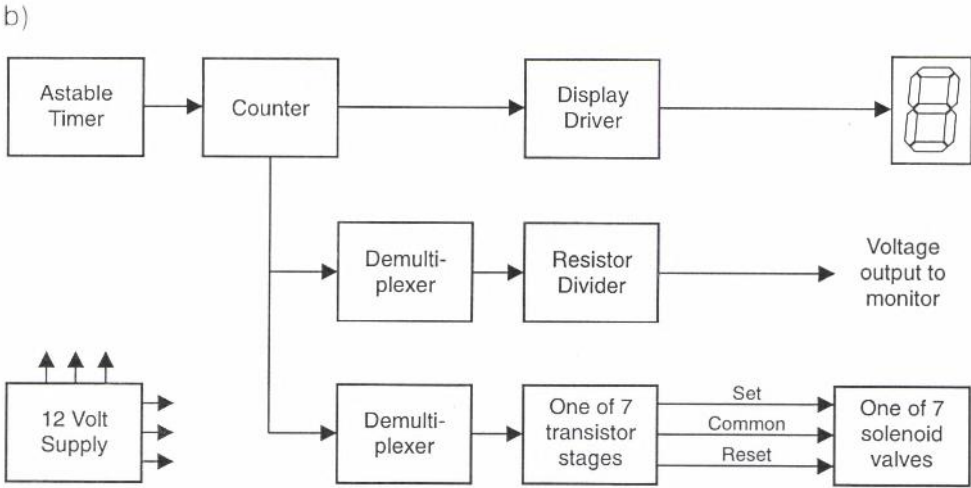 b)
Astable
Timer
Counter
Display
Driver
Demulti-
plexer
Resistor
Divider
Voltage
output to
monitor
12 Volt
Supply
Demulti-
plexer
One of 7
transistor
stages
Set
Common
Reset
One of 7
solenoid
valves